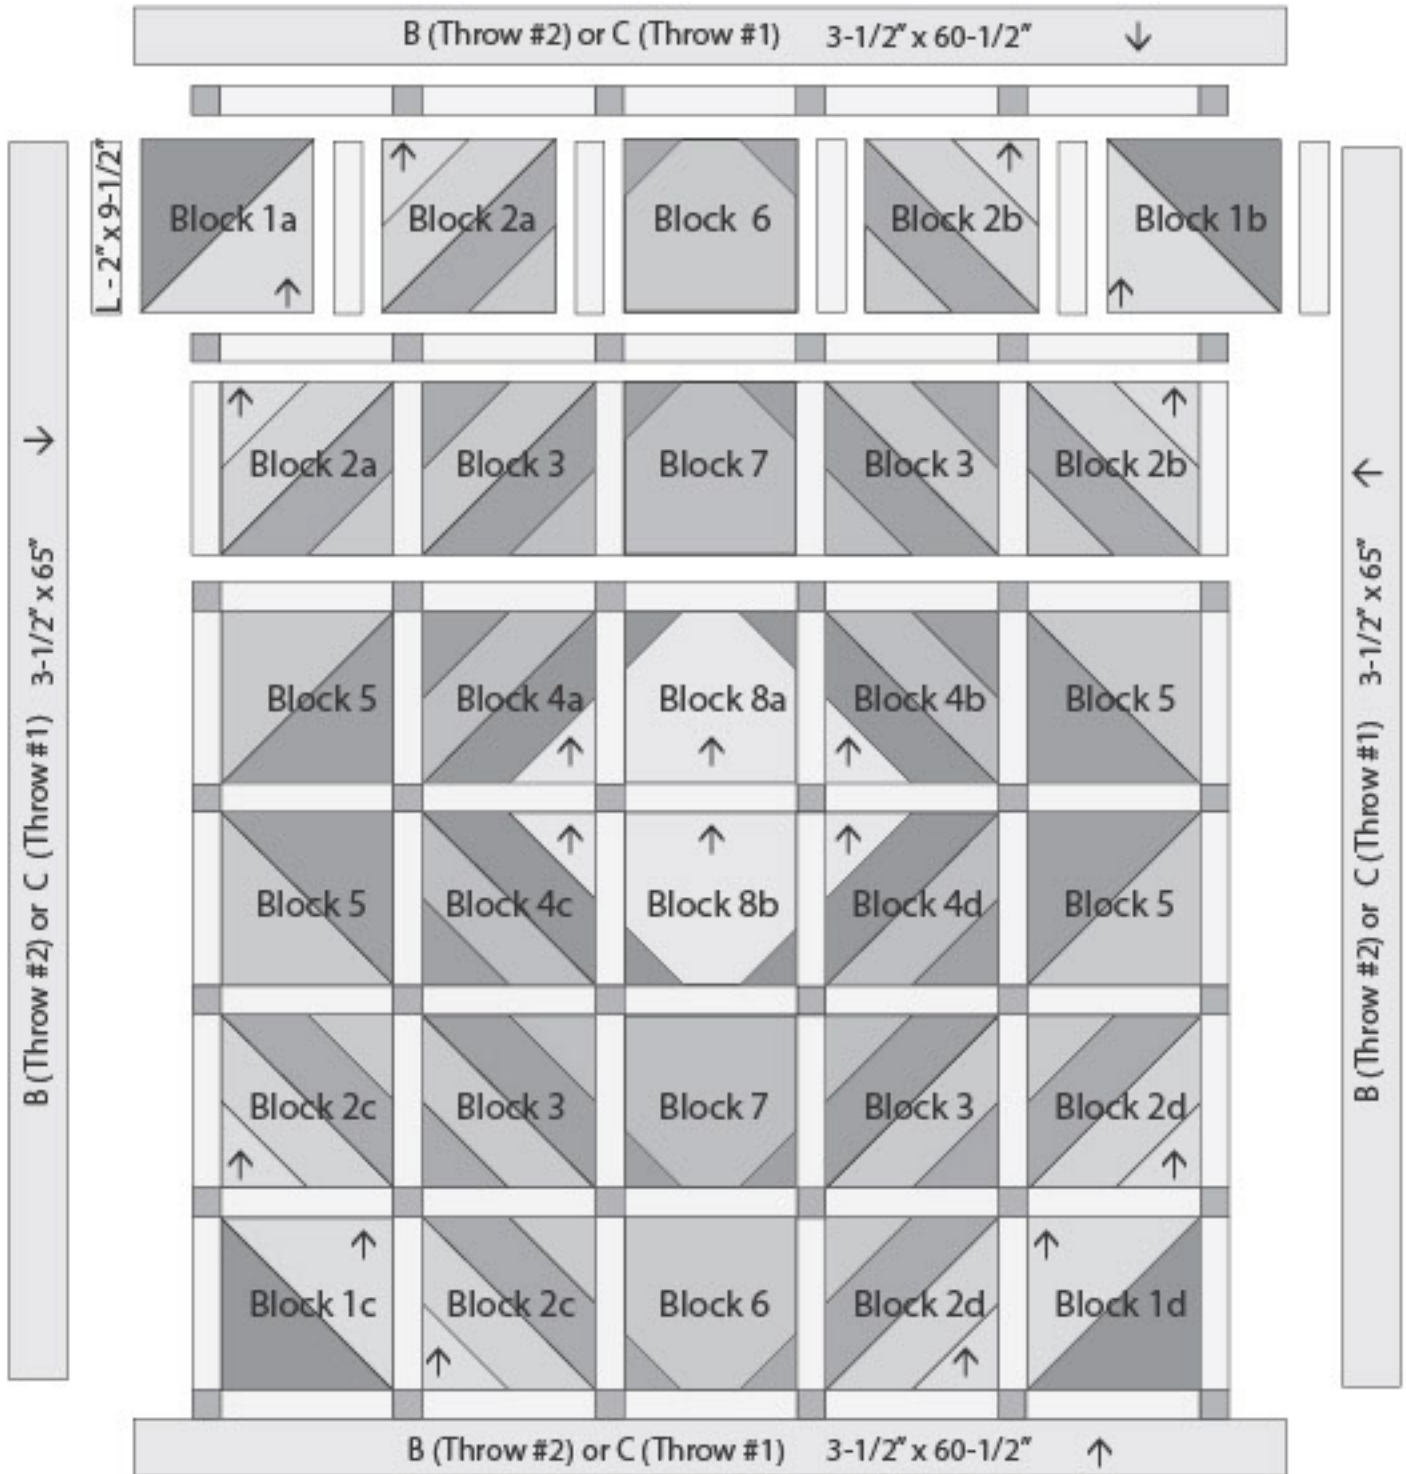 B (Throw #2) or C (Throw #1) 3-1/2" x 60-1/2" ↓
L - 2" x 9-1/2"
Block 1a Block 2a Block 6 Block 2b Block 1b
B (Throw #2) or C (Throw #1) 3-1/2" x 65"
Block 2a Block 3 Block 7 Block 3 Block 2b
Block 5 Block 4a Block 8a Block 4b Block 5
Block 5 Block 4c Block 8b Block 4d Block 5
Block 2c Block 3 Block 7 Block 3 Block 2d
Block 1c Block 2c Block 6 Block 2d Block 1d
B (Throw #2) or C (Throw #1) 3-1/2" x 65"
B (Throw #2) or C (Throw #1) 3-1/2" x 60-1/2" ↑